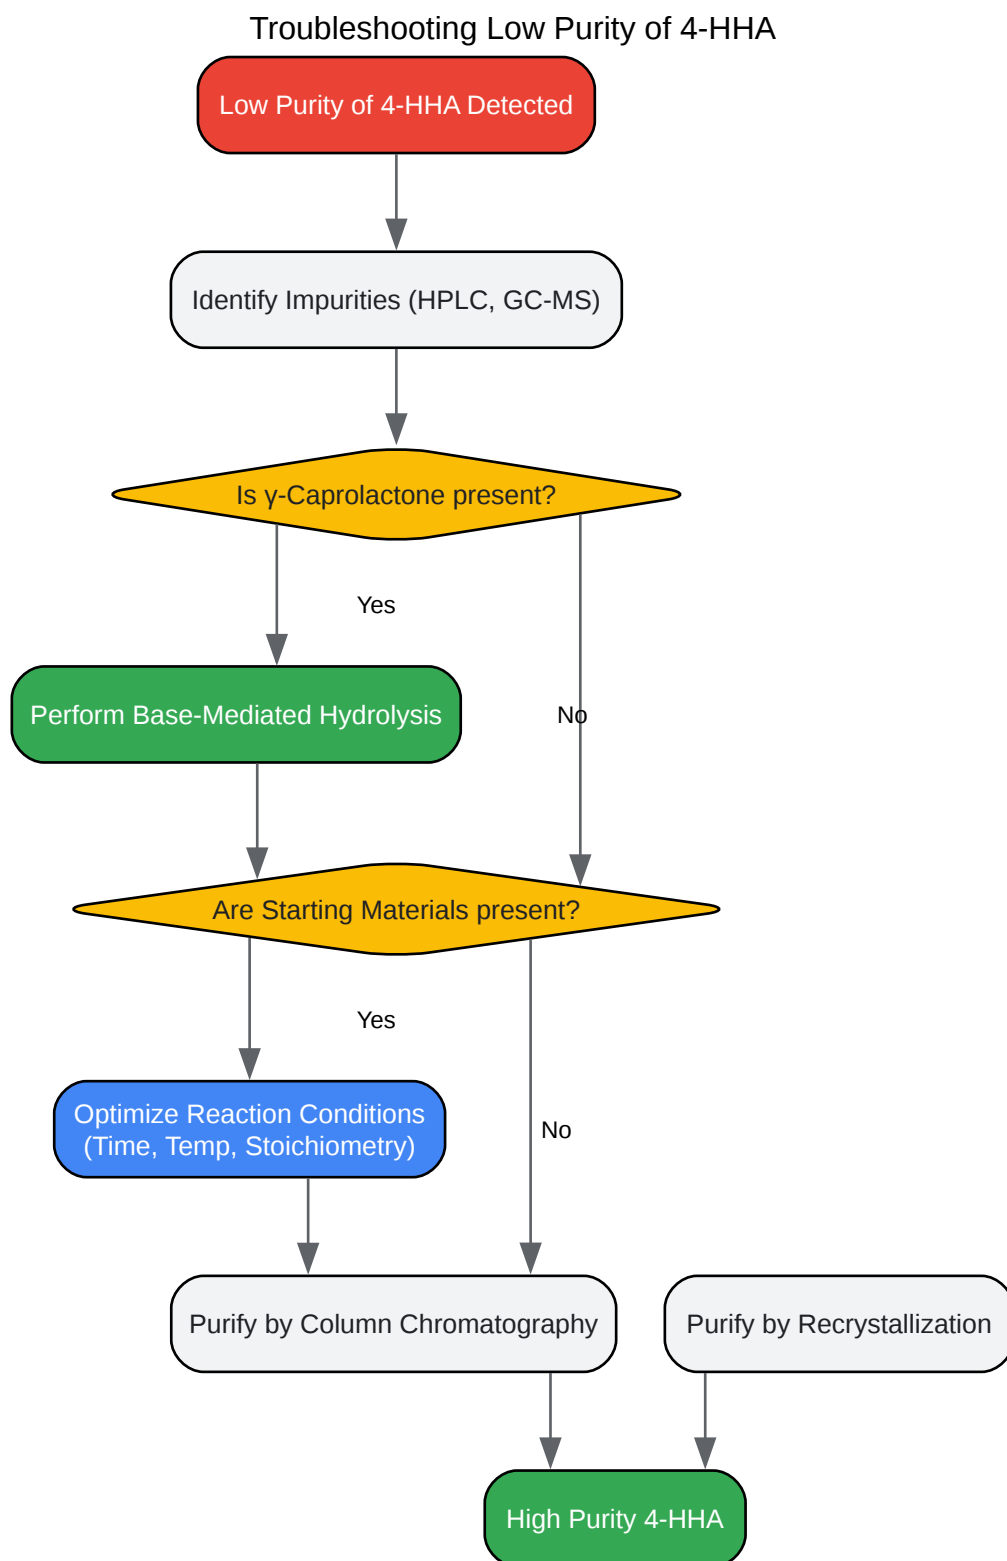 Troubleshooting Low Purity of 4-HHA
Low Purity of 4-HHA Detected
Identify Impurities (HPLC, GC-MS)
Is γ-Caprolactone present?
Yes
Perform Base-Mediated Hydrolysis
No
Are Starting Materials present?
Yes
Optimize Reaction Conditions
(Time, Temp, Stoichiometry)
No
Purify by Column Chromatography
Purify by Recrystallization
High Purity 4-HHA